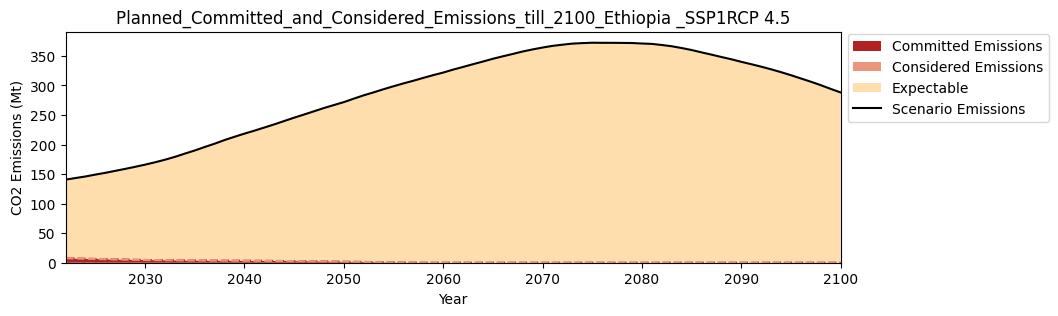 Planned_Committed_and_Considered_Emissions_till_2100_Ethiopia _SSP1RCP 4.5
Committed Emissions
Considered Emissions
Expectable
Scenario Emissions
CO2 Emissions (Mt)
350
300
250
200
150
100
50
0
2030 2040 2050 2060 2070 2080 2090 2100
Year